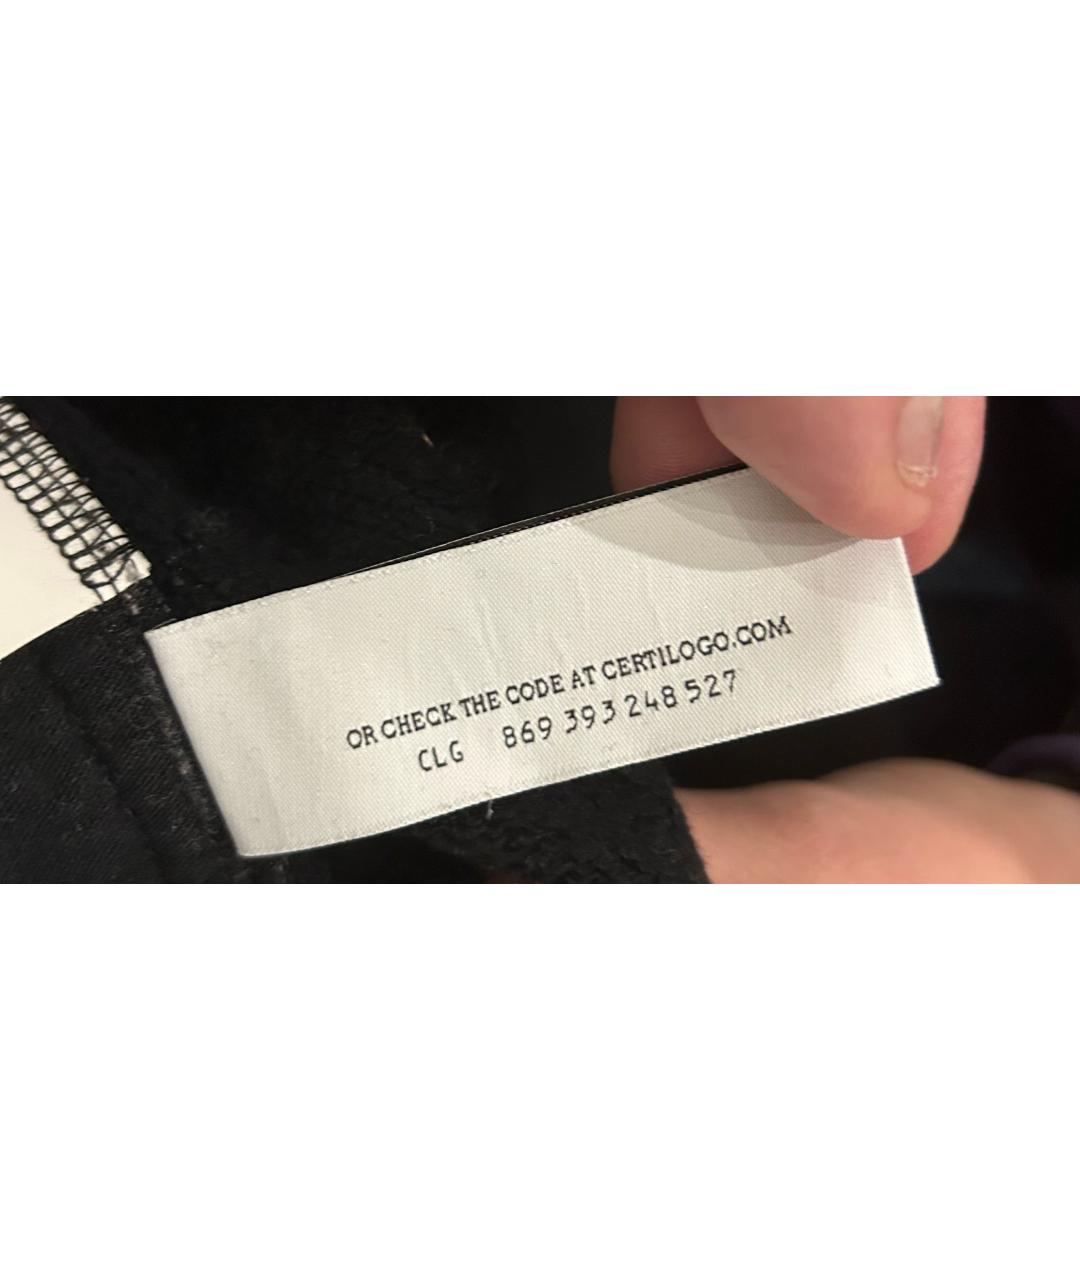 OR CHECK THE CODE AT CERTILOGO.COM
CLG 869 393 248 527